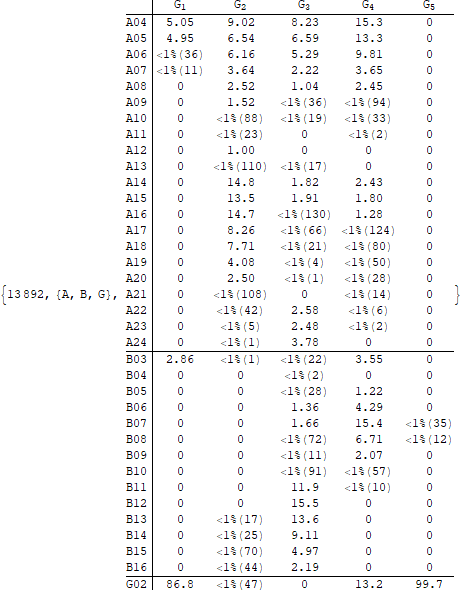 G1 G2 G3 G4 G5
A04 5.05 9.02 8.23 15.3 0
A05 4.95 6.54 6.59 13.3 0
A06 <1%(36) 6.16 5.29 9.81 0
A07 <1%(11) 3.64 2.22 3.65 0
A08 0 2.52 1.04 2.45 0
A09 0 1.52 <1%(36) <1%(94) 0
A10 0 <1%(88) <1%(19) <1%(33) 0
A11 0 <1%(23) 0 <1%(2) 0
A12 0 1.00 0 0 0
A13 0 <1%(110) <1%(17) 0 0
A14 0 14.8 1.82 2.43 0
A15 0 13.5 1.91 1.80 0
A16 0 14.7 <1%(130) 1.28 0
A17 0 8.26 <1%(66) <1%(124) 0
A18 0 7.71 <1%(21) <1%(80) 0
A19 0 4.08 <1%(4) <1%(50) 0
A20 0 2.50 <1%(1) <1%(28) 0
{13892, {A, B, G}, A21 0 <1%(108) 0 <1%(14) 0 }
A22 0 <1%(42) 2.58 <1%(6) 0
A23 0 <1%(5) 2.48 <1%(2) 0
A24 0 <1%(1) 3.78 0 0
B03 2.86 <1%(1) <1%(22) 3.55 0
B04 0 0 <1%(2) 0 0
B05 0 0 <1%(28) 1.22 0
B06 0 0 1.36 4.29 0
B07 0 0 1.66 15.4 <1%(35)
B08 0 0 <1%(72) 6.71 <1%(12)
B09 0 0 <1%(11) 2.07 0
B10 0 0 <1%(91) <1%(57) 0
B11 0 0 11.9 <1%(10) 0
B12 0 0 15.5 0 0
B13 0 <1%(17) 13.6 0 0
B14 0 <1%(25) 9.11 0 0
B15 0 <1%(70) 4.97 0 0
B16 0 <1%(44) 2.19 0 0
G02 86.8 <1%(47) 0 13.2 99.7